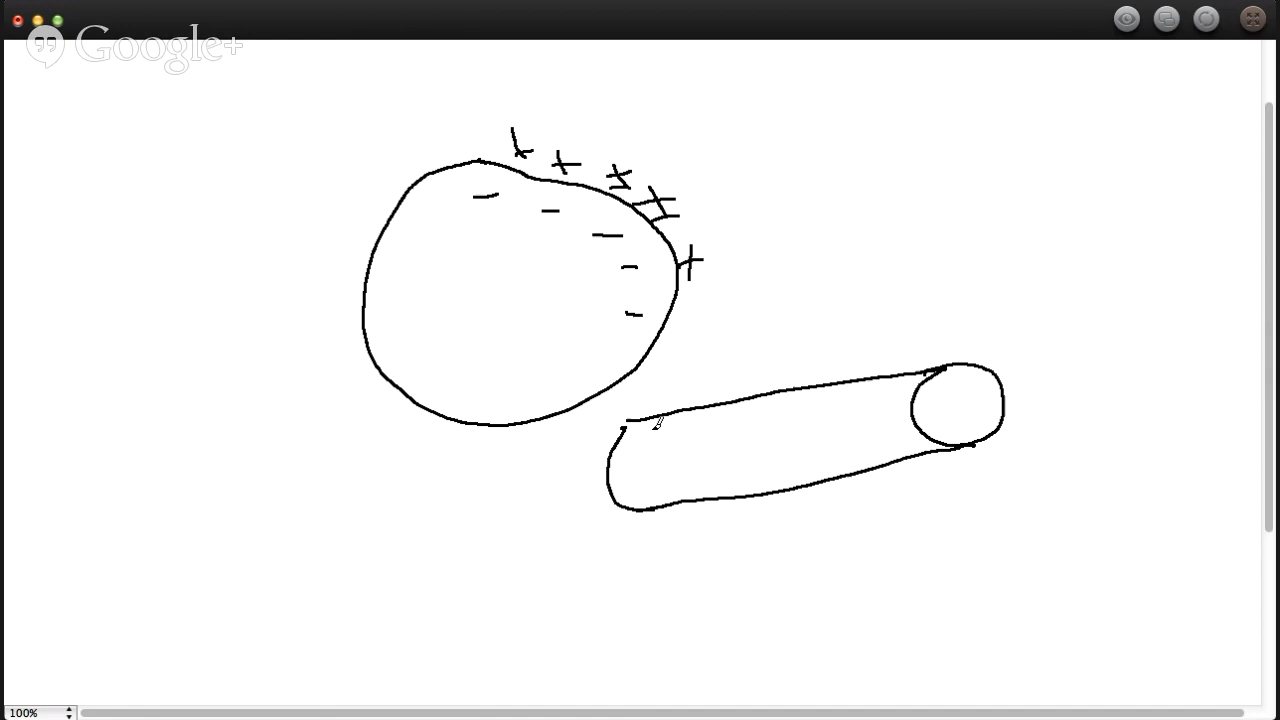 Google+
+ + + + +
- - - - -
100%